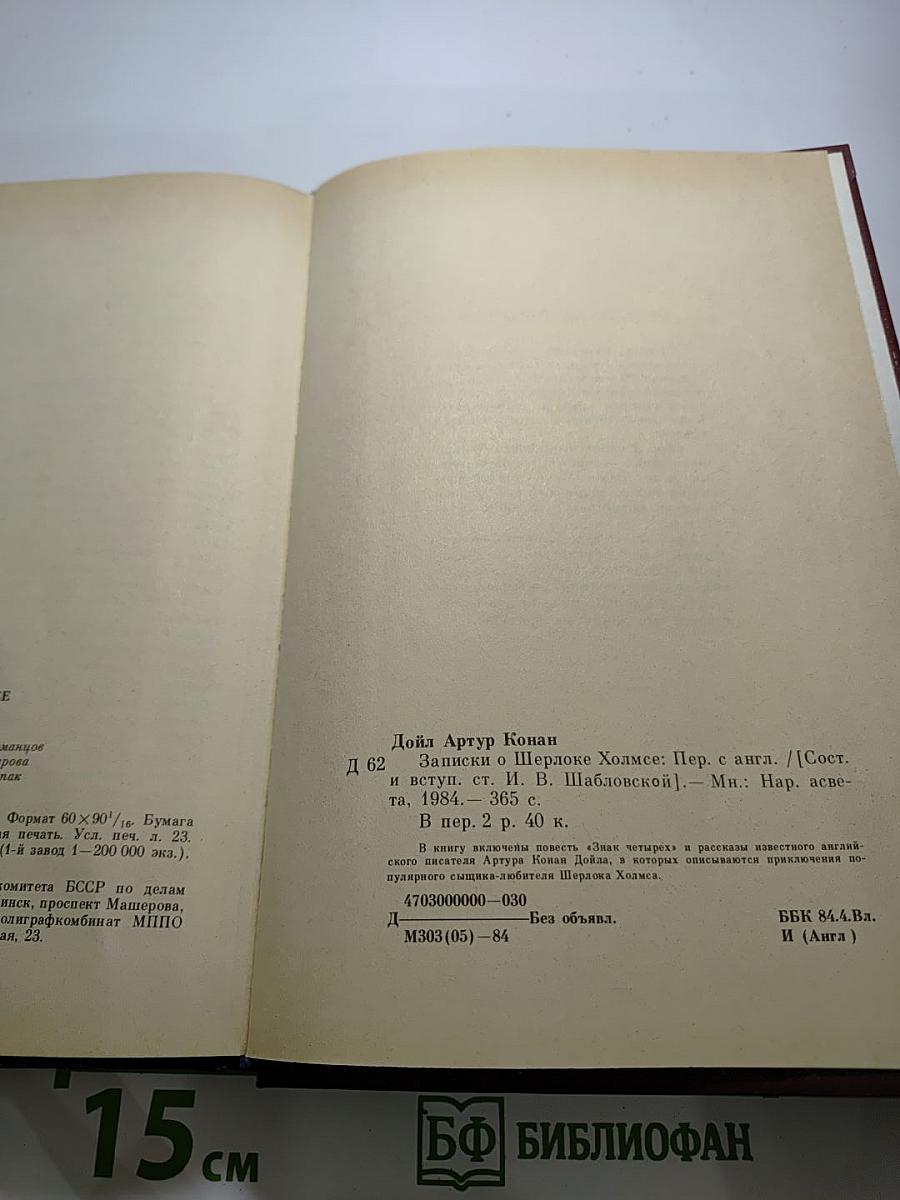 Е
манцов
рова
пак
Формат 60×90¹/₁₆. Бумага
ая печать. Усл. печ. л. 23.
(1-й завод 1—200 000 экз.).
комитета БССР по делам
инск, проспект Машерова,
олиграфкомбинат МППО
ая, 23.
Дойл Артур Конан
Д 62 Записки о Шерлоке Холмсе: Пер. с англ. /[Сост.
и вступ. ст. И. В. Шабловской].— Мн.: Нар. асве-
та, 1984.— 365 с.
В пер. 2 р. 40 к.
В книгу включены повесть «Знак четырех» и рассказы известного англий-
ского писателя Артура Конан Дойла, в которых описываются приключения по-
пулярного сыщика-любителя Шерлока Холмса.
4703000000—030
Д————Без объявл.
М303(05)—84
ББК 84.4.Вл.
И (Англ)
15 см
БФ БИБЛИОФАН